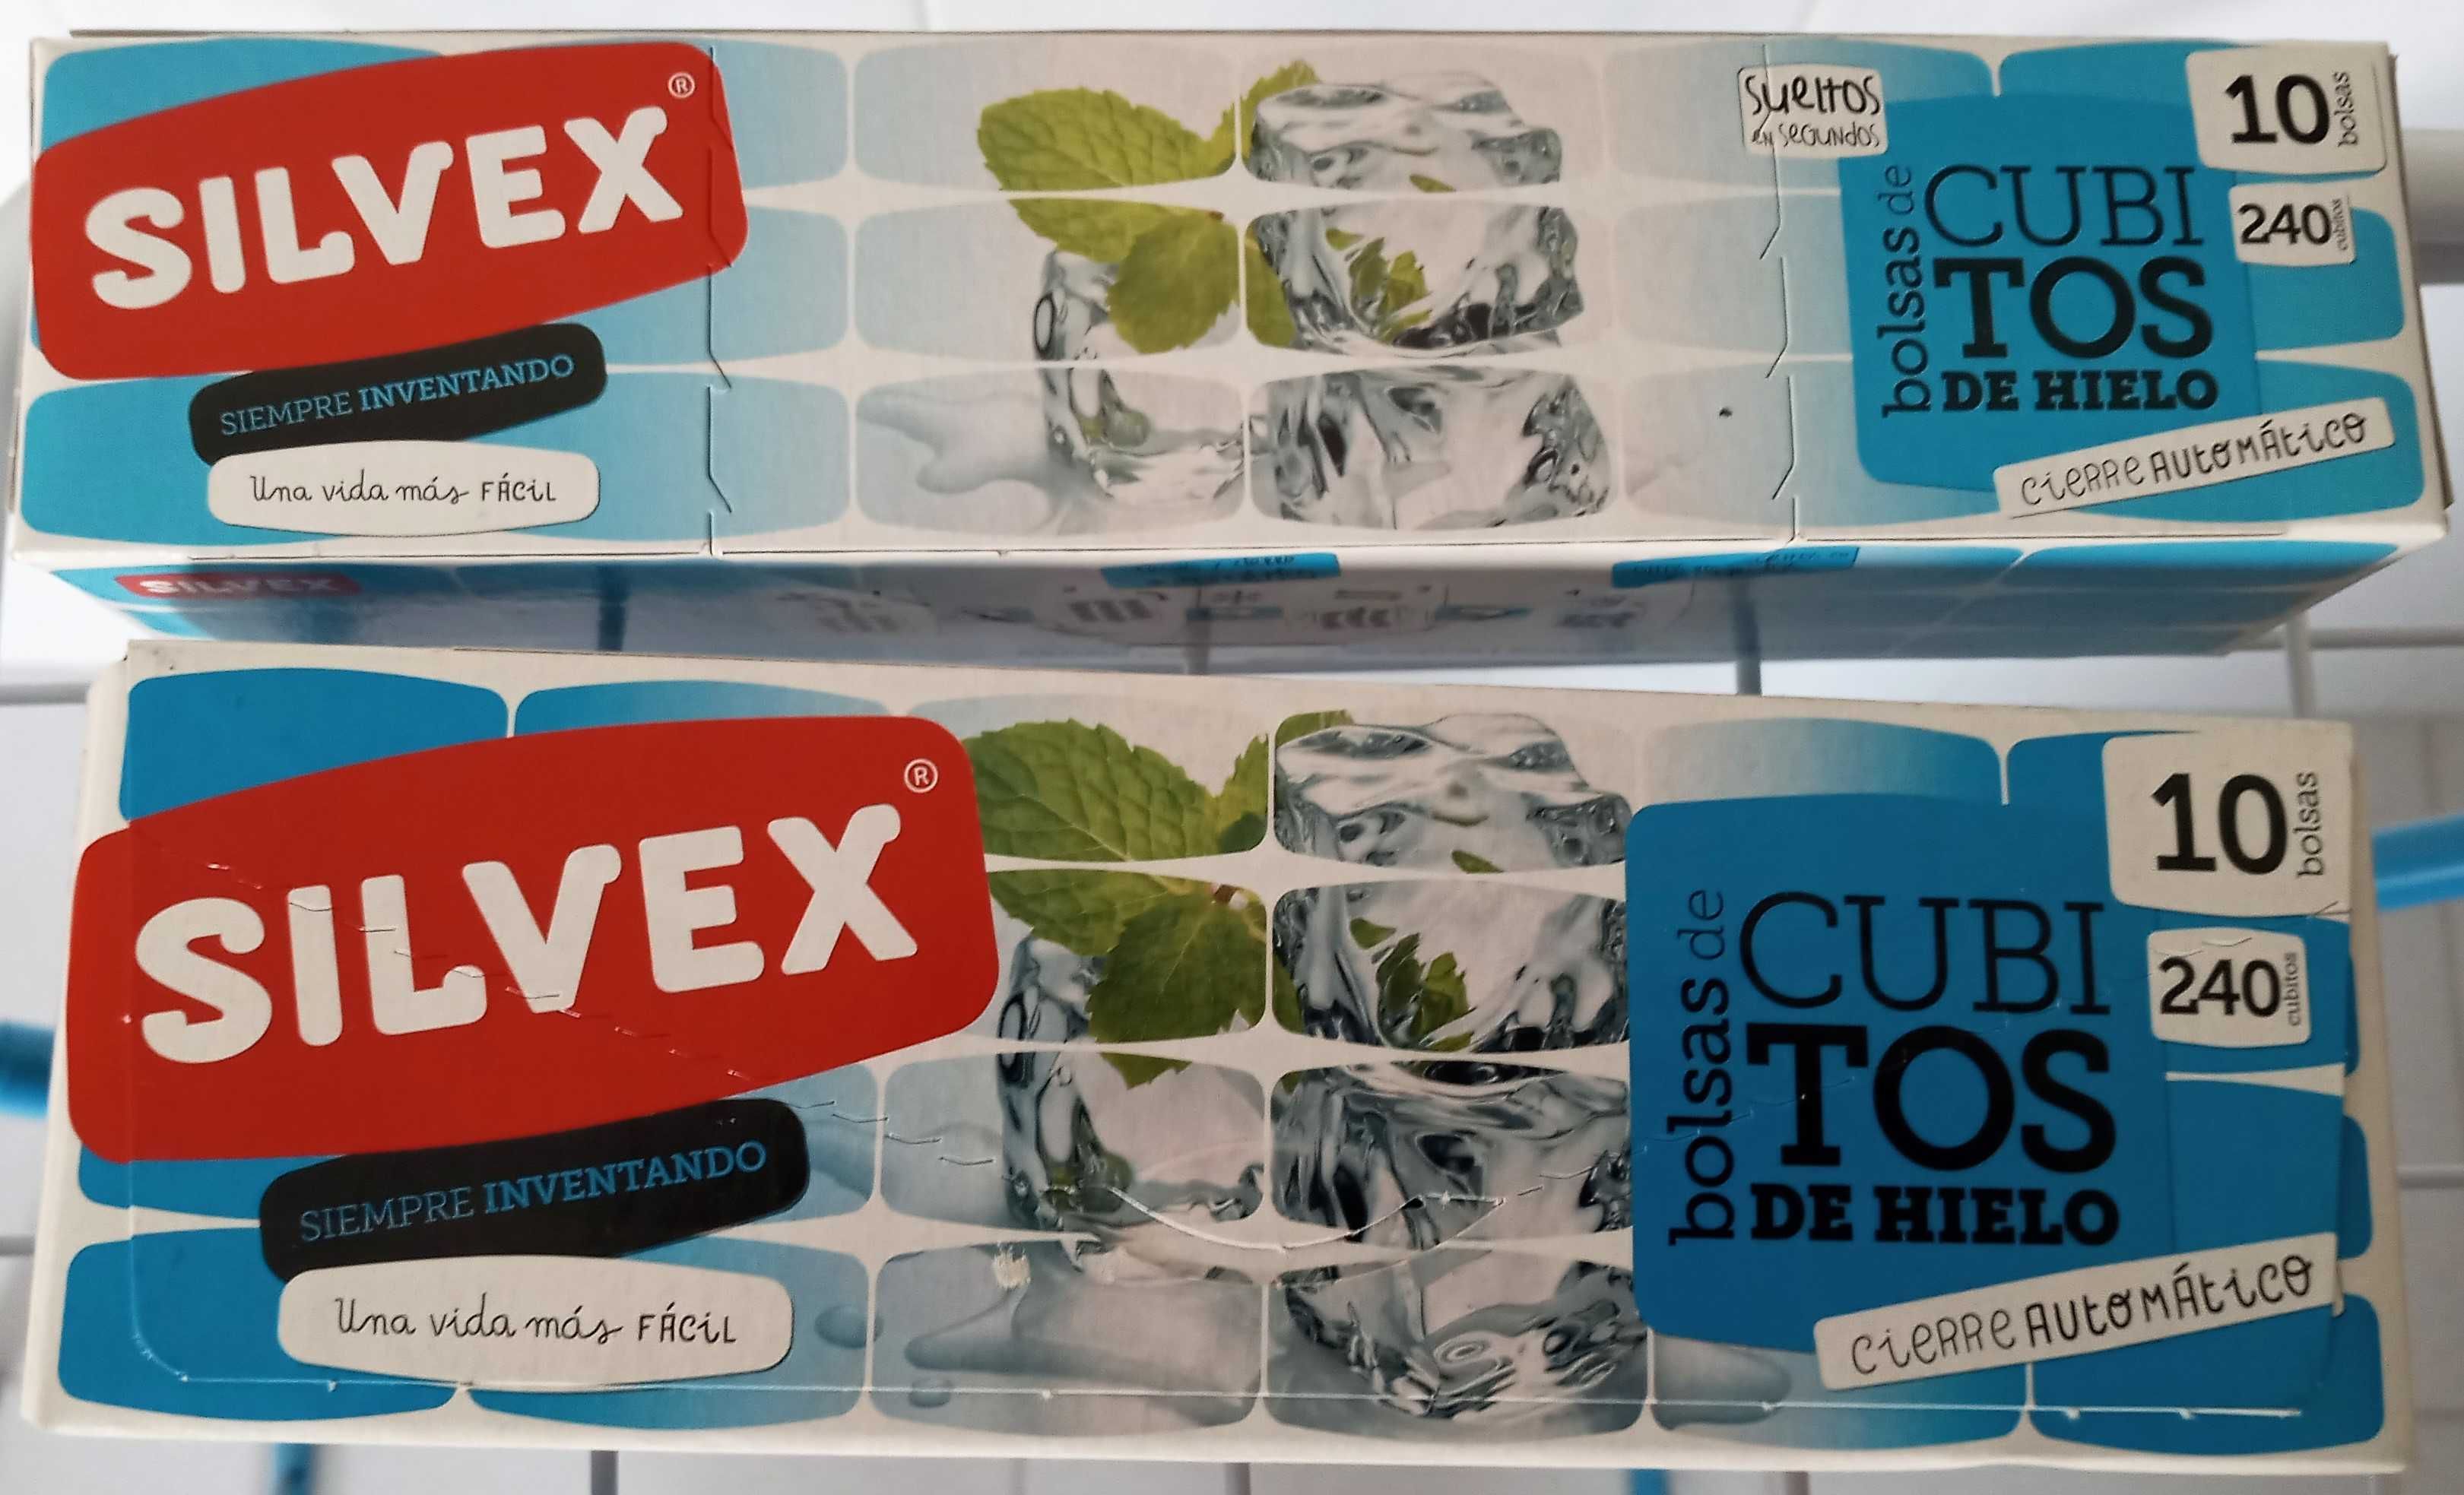 SILVEX®
SIEMPRE INVENTANDO
Una vida más FÁCiL
SUELTOS
EN SEGUNDOS
bolsas de
CUBI
TOS
DE HIELO
10 bolsas
240 cubitos
CiERRE AUtOMÁtiCO
SILVEX
SILVEX®
SIEMPRE INVENTANDO
Una vida más FÁCiL
bolsas de
CUBI
TOS
DE HIELO
10 bolsas
240 cubitos
CiERRE AUtOMÁtiCO